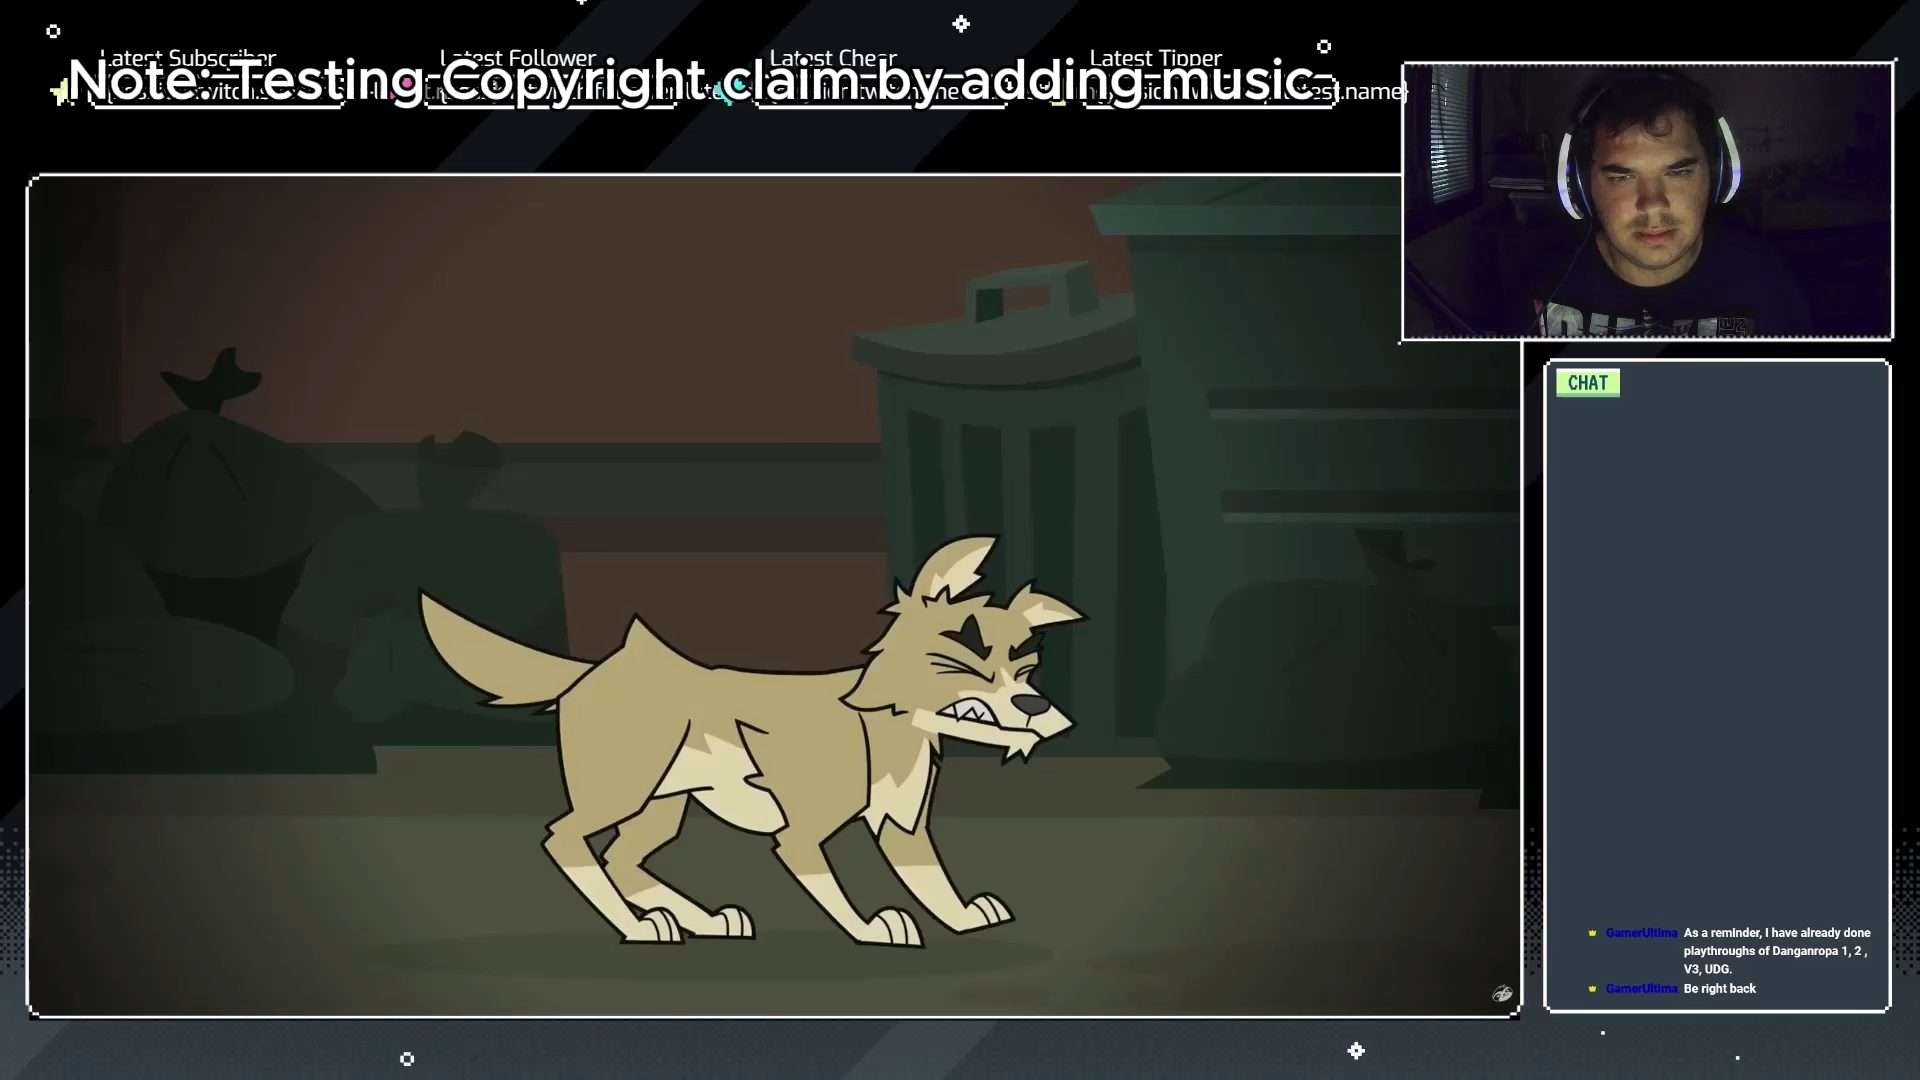 Latest Subscriber
Latest Follower
Latest Cheer
Latest Tipper
Note: Testing Copyright claim by adding music
CHAT
GamerUltima As a reminder, I have already done
playthroughs of Danganropa 1, 2 ,
V3, UDG.
GamerUltima Be right back